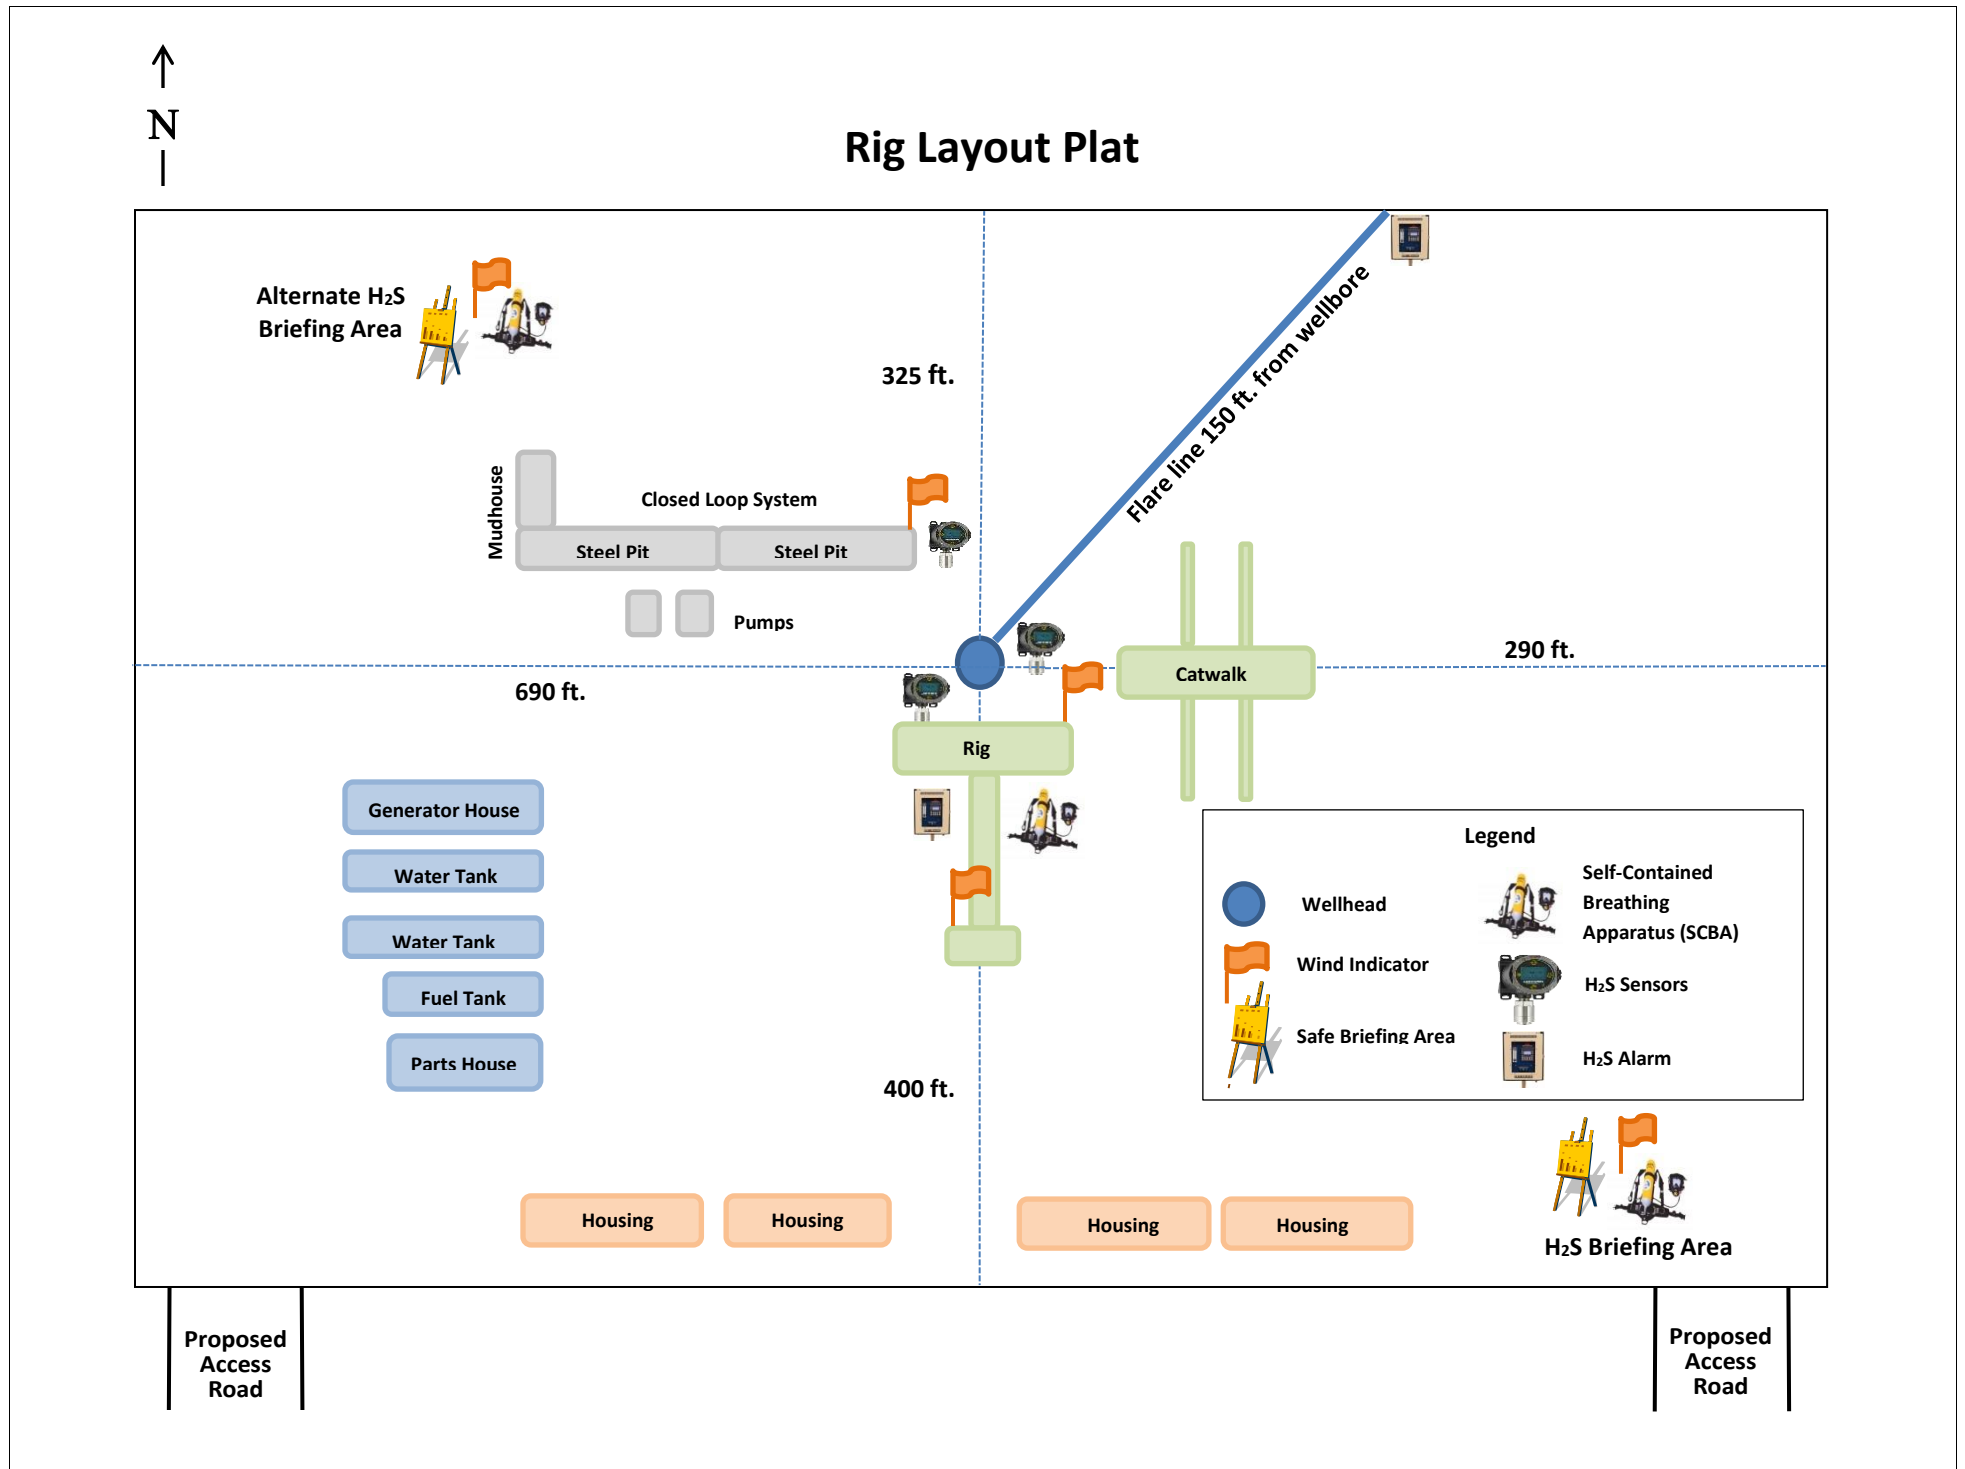 N
Rig Layout Plat
Alternate H₂S
Briefing Area
325 ft.
Flare line 150 ft. from wellbore
Mudhouse
Closed Loop System
Steel Pit
Steel Pit
Pumps
290 ft.
690 ft.
Catwalk
Rig
Generator House
Water Tank
Water Tank
Fuel Tank
Parts House
400 ft.
Legend
Wellhead
Wind Indicator
Safe Briefing Area
Self-Contained
Breathing
Apparatus (SCBA)
H₂S Sensors
H₂S Alarm
Housing
Housing
Housing
Housing
H₂S Briefing Area
Proposed
Access
Road
Proposed
Access
Road